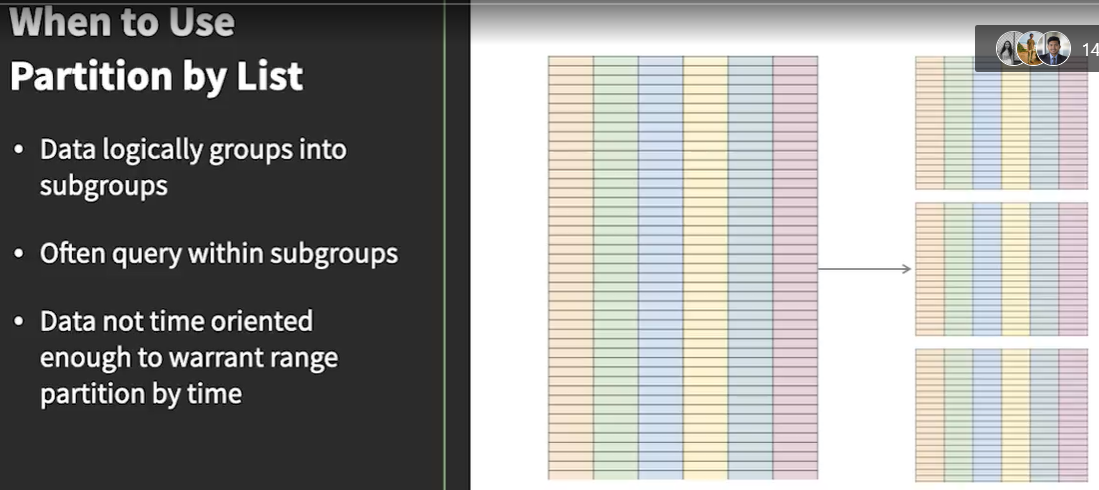 When to Use
Partition by List
• Data logically groups into
subgroups
• Often query within subgroups
• Data not time oriented
enough to warrant range
partition by time
14